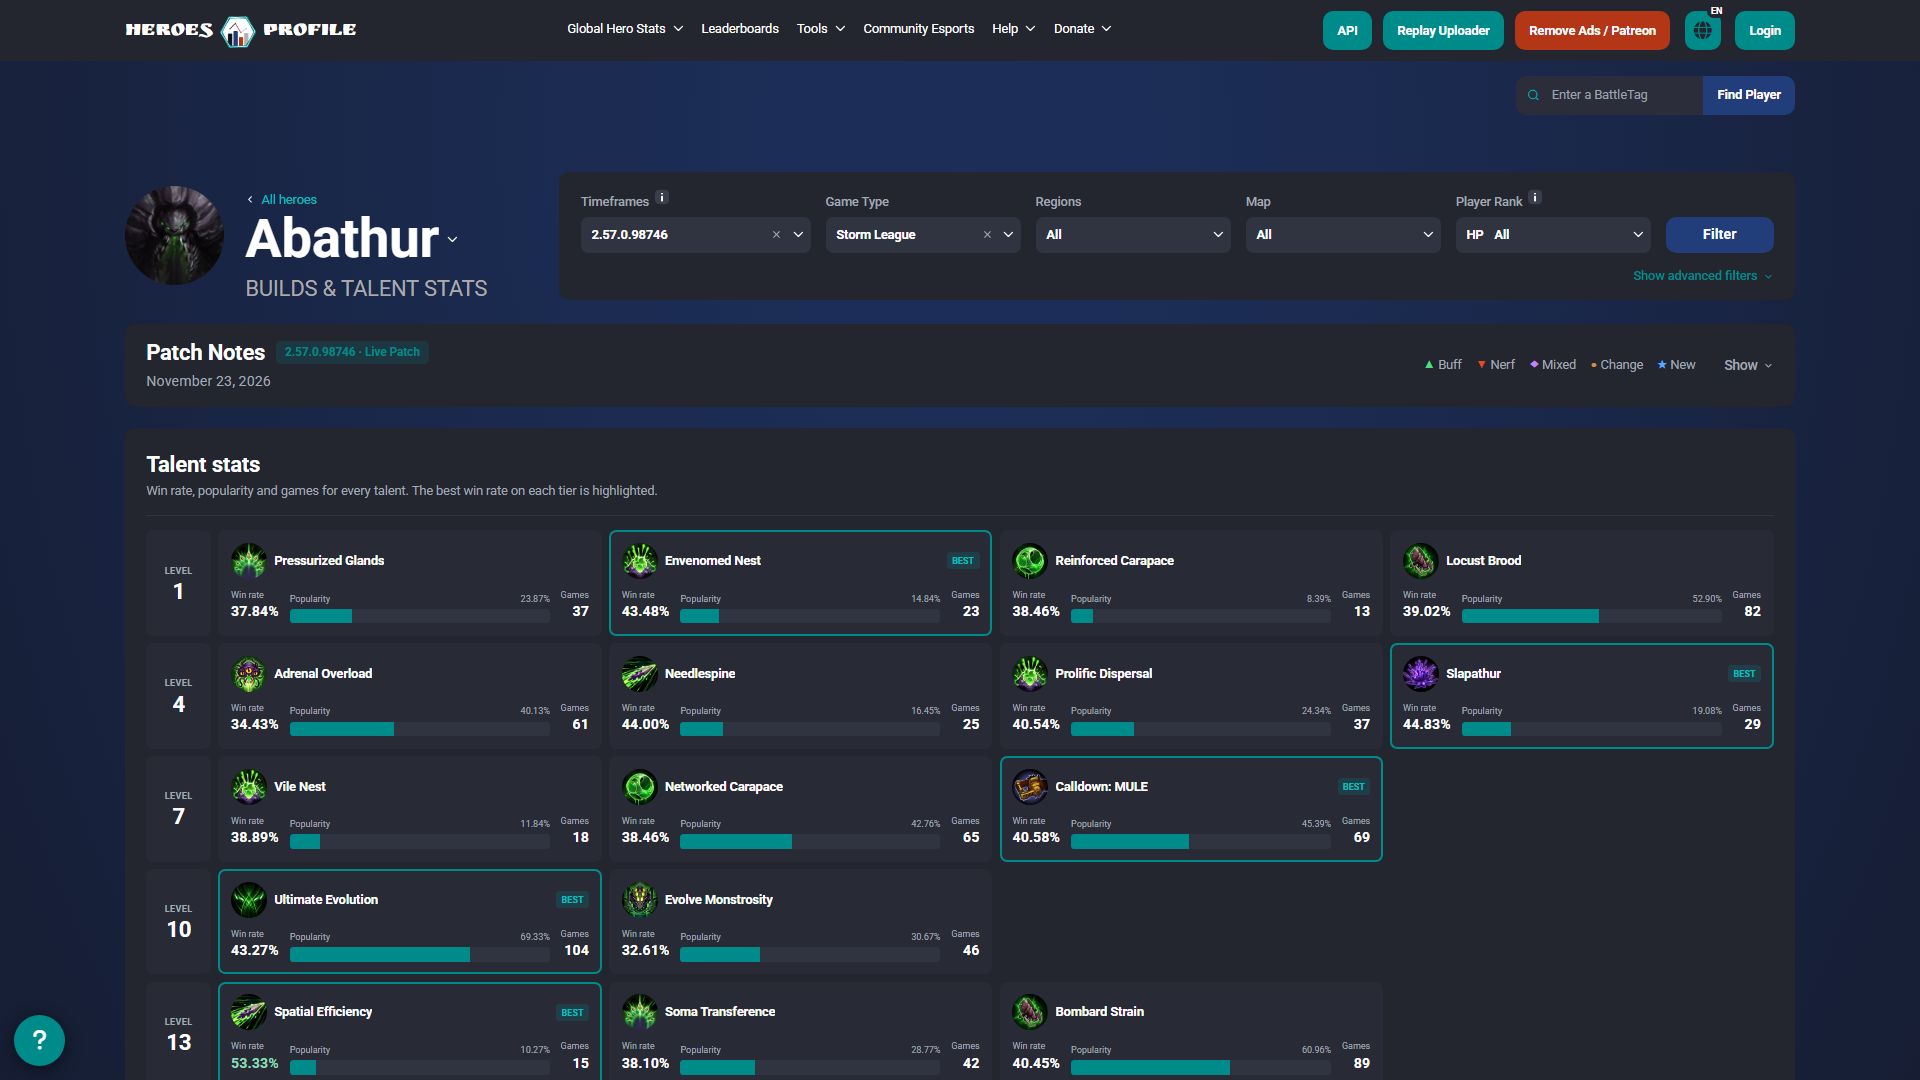 HEROES PROFILE
Global Hero Stats
Leaderboards
Tools
Community Esports
Help
Donate
API
Replay Uploader
Remove Ads / Patreon
EN
Login
Enter a BattleTag
Find Player
All heroes
Abathur
BUILDS & TALENT STATS
Timeframes i
2.57.0.98746
Game Type
Storm League
Regions
All
Map
All
Player Rank i
HP All
Filter
Show advanced filters
Patch Notes
2.57.0.98746 · Live Patch
November 23, 2026
Buff
Nerf
Mixed
Change
New
Show
Talent stats
Win rate, popularity and games for every talent. The best win rate on each tier is highlighted.
LEVEL
1
Pressurized Glands
Win rate
37.84%
Popularity
23.87%
Games
37
Envenomed Nest
BEST
Win rate
43.48%
Popularity
14.84%
Games
23
Reinforced Carapace
Win rate
38.46%
Popularity
8.39%
Games
13
Locust Brood
Win rate
39.02%
Popularity
52.90%
Games
82
LEVEL
4
Adrenal Overload
Win rate
34.43%
Popularity
40.13%
Games
61
Needlespine
Win rate
44.00%
Popularity
16.45%
Games
25
Prolific Dispersal
Win rate
40.54%
Popularity
24.34%
Games
37
Slapathur
BEST
Win rate
44.83%
Popularity
19.08%
Games
29
LEVEL
7
Vile Nest
Win rate
38.89%
Popularity
11.84%
Games
18
Networked Carapace
Win rate
38.46%
Popularity
42.76%
Games
65
Calldown: MULE
BEST
Win rate
40.58%
Popularity
45.39%
Games
69
LEVEL
10
Ultimate Evolution
BEST
Win rate
43.27%
Popularity
69.33%
Games
104
Evolve Monstrosity
Win rate
32.61%
Popularity
30.67%
Games
46
LEVEL
13
Spatial Efficiency
BEST
Win rate
53.33%
Popularity
10.27%
Games
15
Soma Transference
Win rate
38.10%
Popularity
28.77%
Games
42
Bombard Strain
Win rate
40.45%
Popularity
60.96%
Games
89
?